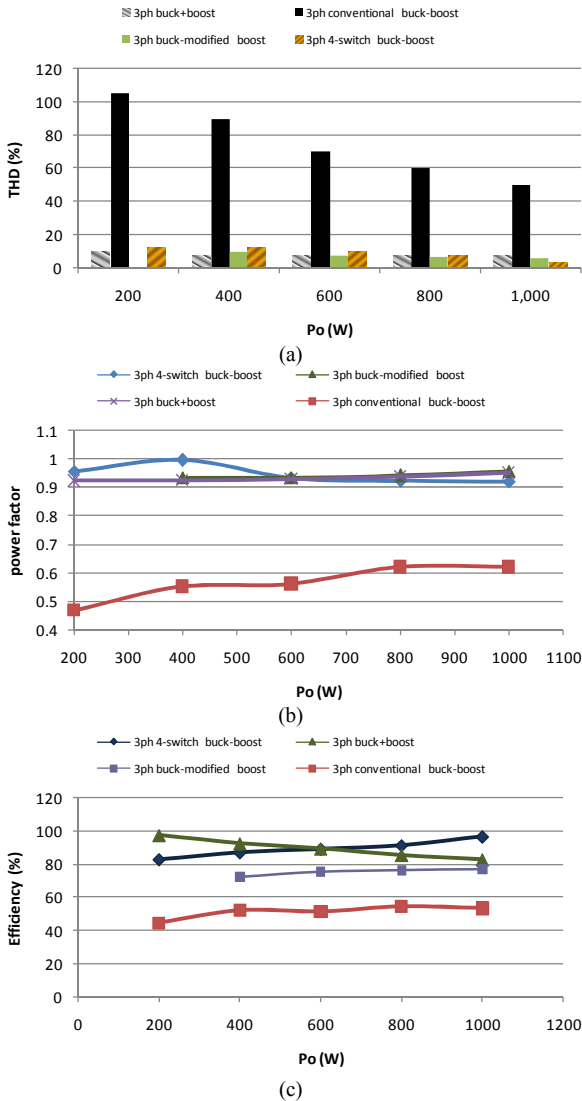 3ph buck+boost 3ph conventional buck-boost
3ph buck-modified boost 3ph 4-switch buck-boost
120
100
80
60
40
20
0
THD (%)
200 400 600 800 1,000
Po (W)
(a)
3ph 4-switch buck-boost 3ph buck-modified boost
3ph buck+boost 3ph conventional buck-boost
1.1
1
0.9
0.8
0.7
0.6
0.5
0.4
power factor
200 300 400 500 600 700 800 900 1000 1100
Po (W)
(b)
3ph 4-switch buck-boost 3ph buck+boost
3ph buck-modified boost 3ph conventional buck-boost
120
100
80
60
40
20
0
Efficiency (%)
0 200 400 600 800 1000 1200
Po (W)
(c)